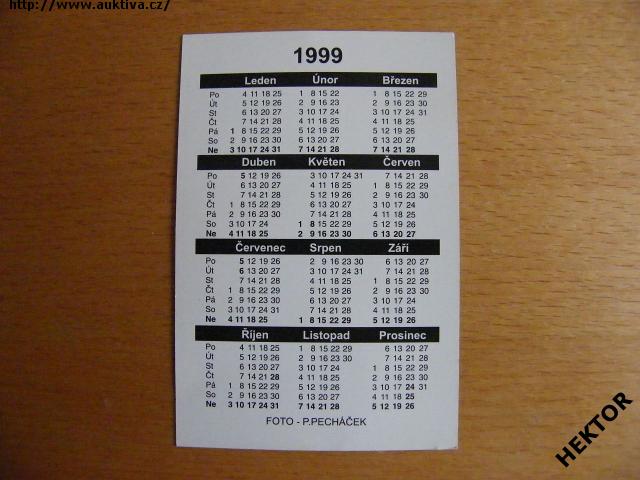 http://www.auktiva.cz/
1999
Leden Únor Březen
Po 4 11 18 25 1 8 15 22 1 8 15 22 29
Út 5 12 19 26 2 9 16 23 2 9 16 23 30
St 6 13 20 27 3 10 17 24 3 10 17 24 31
Čt 7 14 21 28 4 11 18 25 4 11 18 25
Pá 1 8 15 22 29 5 12 19 26 5 12 19 26
So 2 9 16 23 30 6 13 20 27 6 13 20 27
Ne 3 10 17 24 31 7 14 21 28 7 14 21 28
Duben Květen Červen
Po 5 12 19 26 3 10 17 24 31 7 14 21 28
Út 6 13 20 27 4 11 18 25 1 8 15 22 29
St 7 14 21 28 5 12 19 26 2 9 16 23 30
Čt 1 8 15 22 29 6 13 20 27 3 10 17 24
Pá 2 9 16 23 30 7 14 21 28 4 11 18 25
So 3 10 17 24 1 8 15 22 29 5 12 19 26
Ne 4 11 18 25 2 9 16 23 30 6 13 20 27
Červenec Srpen Září
Po 5 12 19 26 2 9 16 23 30 6 13 20 27
Út 6 13 20 27 3 10 17 24 31 7 14 21 28
St 7 14 21 28 4 11 18 25 1 8 15 22 29
Čt 1 8 15 22 29 5 12 19 26 2 9 16 23 30
Pá 2 9 16 23 30 6 13 20 27 3 10 17 24
So 3 10 17 24 31 7 14 21 28 4 11 18 25
Ne 4 11 18 25 1 8 15 22 29 5 12 19 26
Říjen Listopad Prosinec
Po 4 11 18 25 1 8 15 22 29 6 13 20 27
Út 5 12 19 26 2 9 16 23 30 7 14 21 28
St 6 13 20 27 3 10 17 24 1 8 15 22 29
Čt 7 14 21 28 4 11 18 25 2 9 16 23 30
Pá 1 8 15 22 29 5 12 19 26 3 10 17 24 31
So 2 9 16 23 30 6 13 20 27 4 11 18 25
Ne 3 10 17 24 31 7 14 21 28 5 12 19 26
FOTO - P.PECHÁČEK
HEKTOR